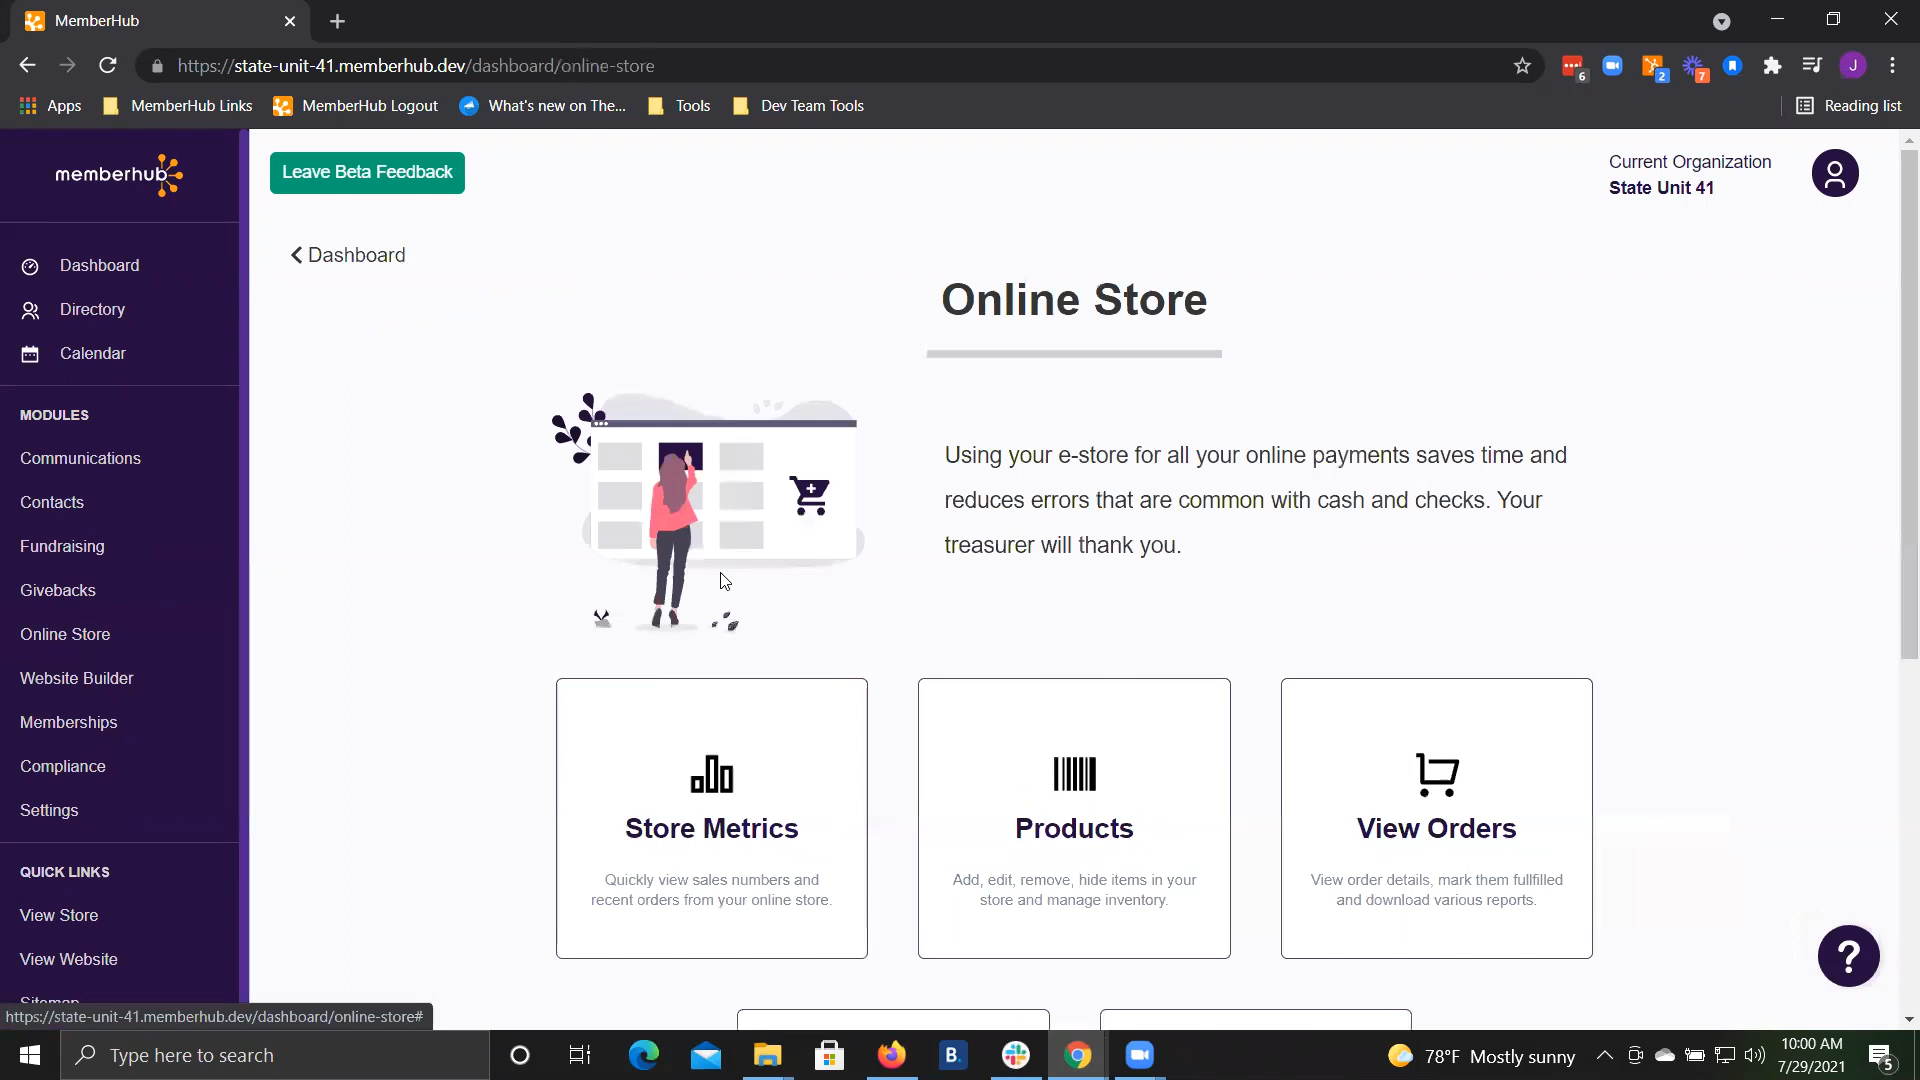 MemberHub
https://state-unit-41.memberhub.dev/dashboard/online-store
6
2
7
J
Apps
MemberHub Links
MemberHub Logout
What's new on The...
Tools
Dev Team Tools
Reading list
memberhub
Leave Beta Feedback
Current Organization
State Unit 41
Dashboard
Directory
Calendar
MODULES
Communications
Contacts
Fundraising
Givebacks
Online Store
Website Builder
Memberships
Compliance
Settings
QUICK LINKS
View Store
View Website
Sitemap
Dashboard
Online Store
Using your e-store for all your online payments saves time and
reduces errors that are common with cash and checks. Your
treasurer will thank you.
Store Metrics
Quickly view sales numbers and
recent orders from your online store.
Products
Add, edit, remove, hide items in your
store and manage inventory.
View Orders
View order details, mark them fullfilled
and download various reports.
?
https://state-unit-41.memberhub.dev/dashboard/online-store#
Type here to search
B.
78°F Mostly sunny
10:00 AM
7/29/2021
5